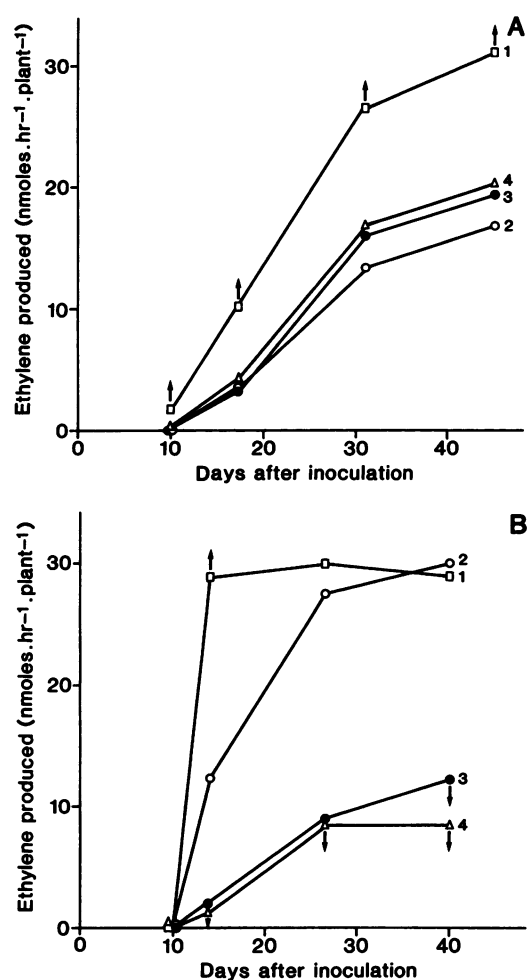 A
Ethylene produced (nmoles.hr⁻¹.plant⁻¹)
30
20
10
0
1
4
3
2
0 10 20 30 40
Days after inoculation
B
Ethylene produced (nmoles.hr⁻¹.plant⁻¹)
30
20
10
0
2
1
3
4
0 10 20 30 40
Days after inoculation